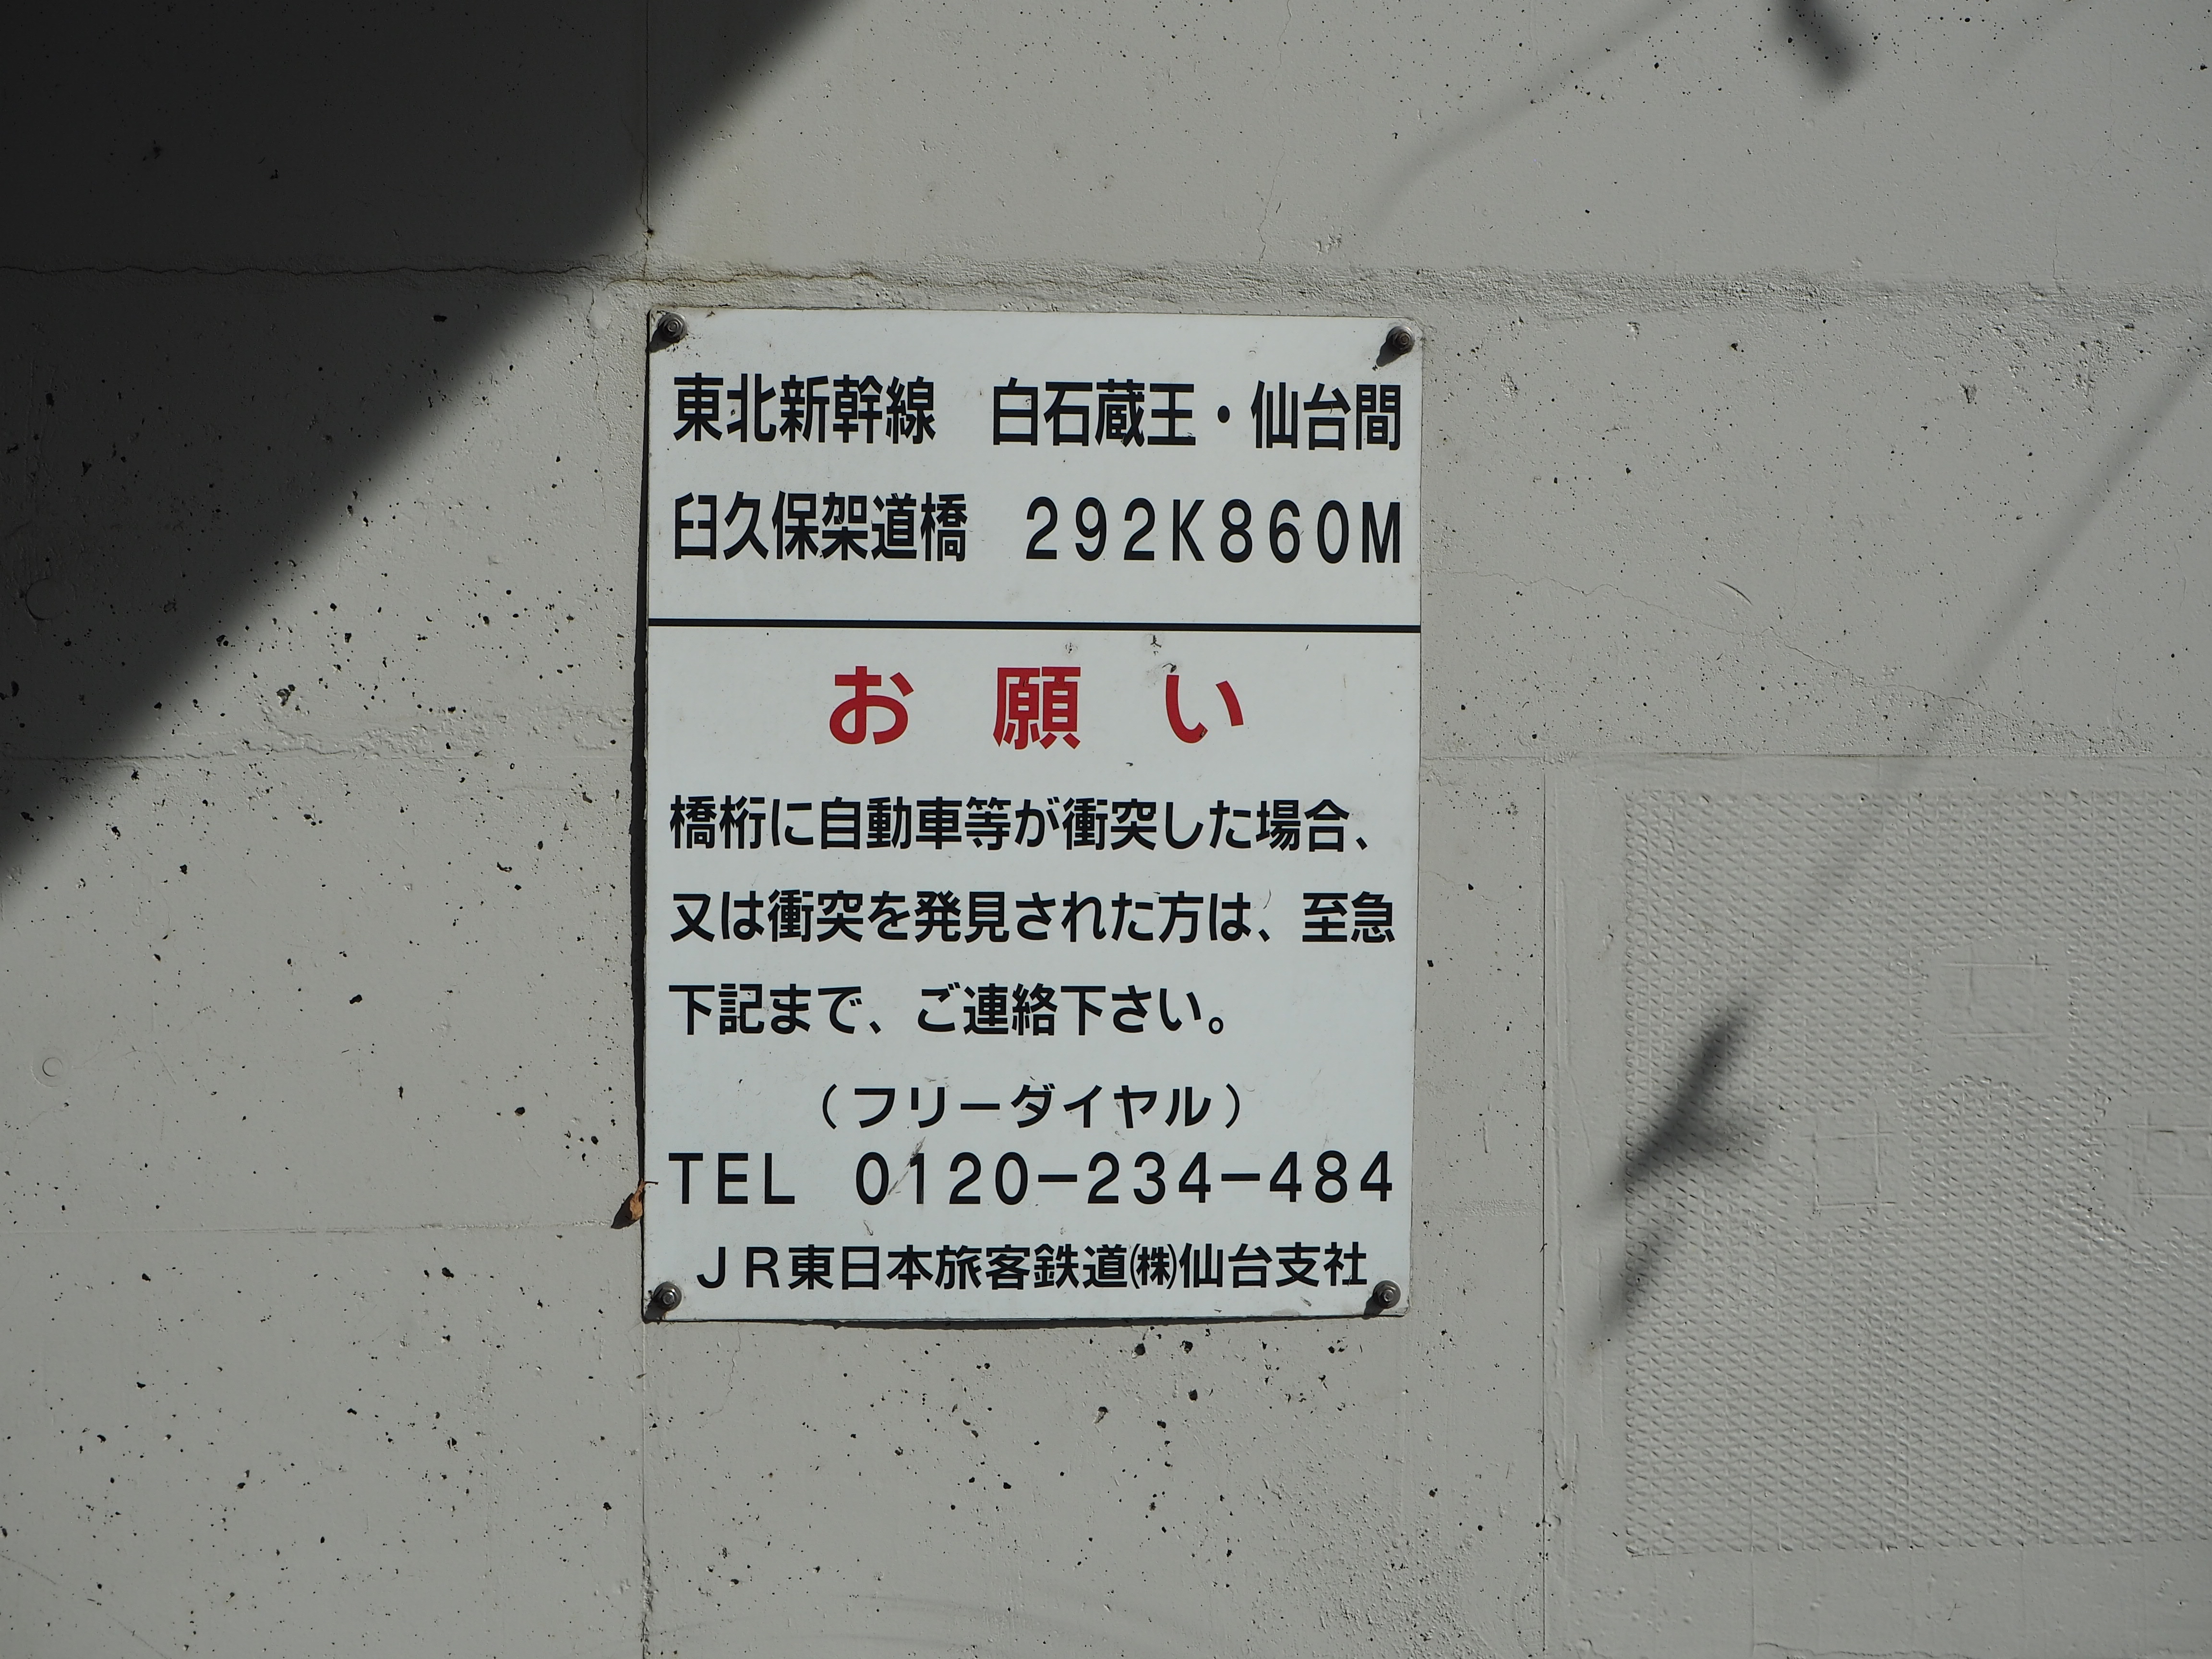 東北新幹線　白石蔵王・仙台間
臼久保架道橋　292K860M
お　願　い
橋桁に自動車等が衝突した場合、
又は衝突を発見された方は、至急
下記まで、ご連絡下さい。
（フリーダイヤル）
TEL　0120−234−484
ＪＲ東日本旅客鉄道㈱仙台支社